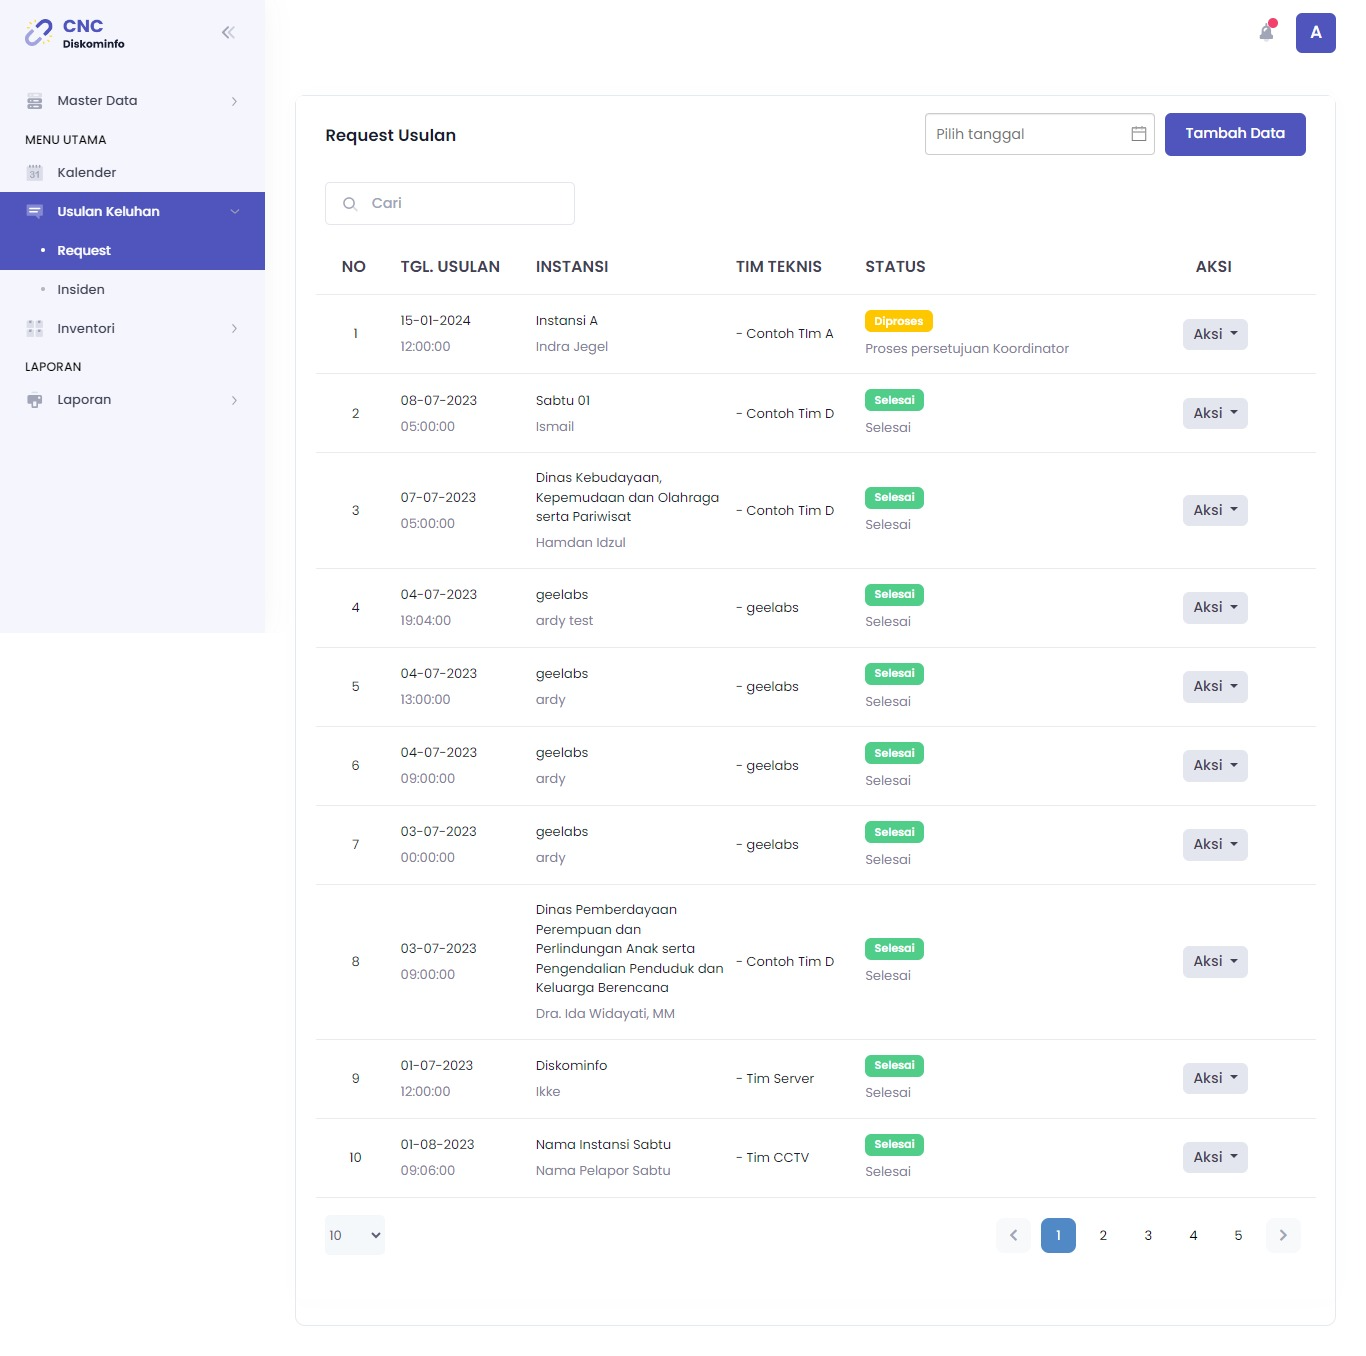 CNC
Diskominfo
A
Master Data
MENU UTAMA
31 Kalender
Usulan Keluhan
• Request
• Insiden
Inventori
LAPORAN
Laporan
Request Usulan
Pilih tanggal
Tambah Data
Cari
NO TGL. USULAN INSTANSI TIM TEKNIS STATUS AKSI
1
15-01-2024
12:00:00
Instansi A
Indra Jegel
- Contoh TIm A
Diproses
Proses persetujuan Koordinator
Aksi
2
08-07-2023
05:00:00
Sabtu 01
Ismail
- Contoh Tim D
Selesai
Selesai
Aksi
3
07-07-2023
05:00:00
Dinas Kebudayaan,
Kepemudaan dan Olahraga
serta Pariwisat
Hamdan Idzul
- Contoh Tim D
Selesai
Selesai
Aksi
4
04-07-2023
19:04:00
geelabs
ardy test
- geelabs
Selesai
Selesai
Aksi
5
04-07-2023
13:00:00
geelabs
ardy
- geelabs
Selesai
Selesai
Aksi
6
04-07-2023
09:00:00
geelabs
ardy
- geelabs
Selesai
Selesai
Aksi
7
03-07-2023
00:00:00
geelabs
ardy
- geelabs
Selesai
Selesai
Aksi
8
03-07-2023
09:00:00
Dinas Pemberdayaan
Perempuan dan
Perlindungan Anak serta
Pengendalian Penduduk dan
Keluarga Berencana
Dra. Ida Widayati, MM
- Contoh Tim D
Selesai
Selesai
Aksi
9
01-07-2023
12:00:00
Diskominfo
Ikke
- Tim Server
Selesai
Selesai
Aksi
10
01-08-2023
09:06:00
Nama Instansi Sabtu
Nama Pelapor Sabtu
- Tim CCTV
Selesai
Selesai
Aksi
10
1 2 3 4 5